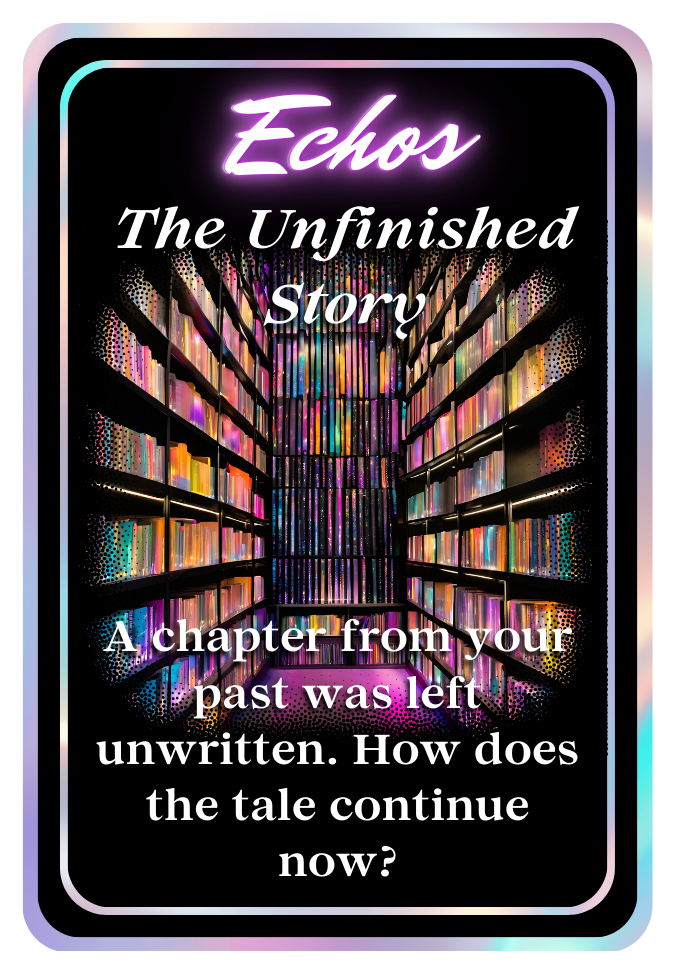 Echos
The Unfinished
Story
A chapter from your
past was left
unwritten. How does
the tale continue
now?